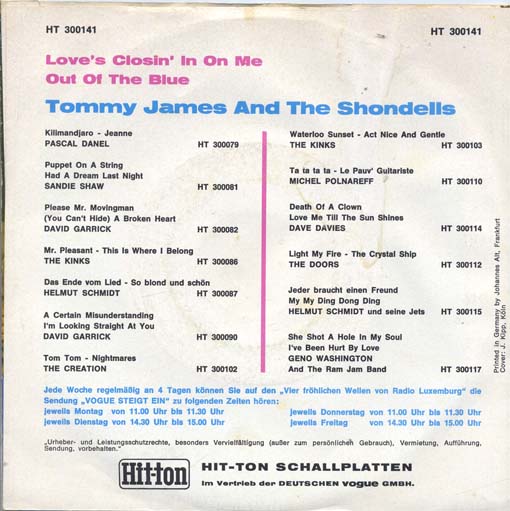 HT 300141
HT 300141
Love's Closin' In On Me
Out Of The Blue
Tommy James And The Shondells
Kilimandjaro - Jeanne
PASCAL DANEL HT 300079
Puppet On A String
Had A Dream Last Night
SANDIE SHAW HT 300081
Please Mr. Movingman
(You Can't Hide) A Broken Heart
DAVID GARRICK HT 300082
Mr. Pleasant - This Is Where I Belong
THE KINKS HT 300086
Das Ende vom Lied - So blond und schön
HELMUT SCHMIDT HT 300087
A Certain Misunderstanding
I'm Looking Straight At You
DAVID GARRICK HT 300090
Tom Tom - Nightmares
THE CREATION HT 300102
Waterloo Sunset - Act Nice And Gentle
THE KINKS HT 300103
Ta ta ta ta - Le Pauv' Guitariste
MICHEL POLNAREFF HT 300110
Death Of A Clown
Love Me Till The Sun Shines
DAVE DAVIES HT 300114
Light My Fire - The Crystal Ship
THE DOORS HT 300112
Jeder braucht einen Freund
My My Ding Dong Ding
HELMUT SCHMIDT und seine Jets HT 300115
She Shot A Hole In My Soul
I've Been Hurt By Love
GENO WASHINGTON
And The Ram Jam Band HT 300117
Printed in Germany by Johannes Alt, Frankfurt
Cover: J. Kipp, Köln
Jede Woche regelmäßig an 4 Tagen können Sie auf den „Vier fröhlichen Wellen von Radio Luxemburg" die
Sendung „VOGUE STEIGT EIN" zu folgenden Zeiten hören:
jeweils Montag von 11.00 Uhr bis 11.30 Uhr jeweils Donnerstag von 11.00 Uhr bis 11.30 Uhr
jeweils Dienstag von 14.30 Uhr bis 15.00 Uhr jeweils Freitag von 14.30 Uhr bis 15.00 Uhr
„Urheber- und Leistungsschutzrechte, besonders Vervielfältigung (außer zum persönlichen Gebrauch), Vermietung, Aufführung,
Sendung, vorbehalten."
Hit-ton HIT-TON SCHALLPLATTEN
Im Vertrieb der DEUTSCHEN vogue GMBH.